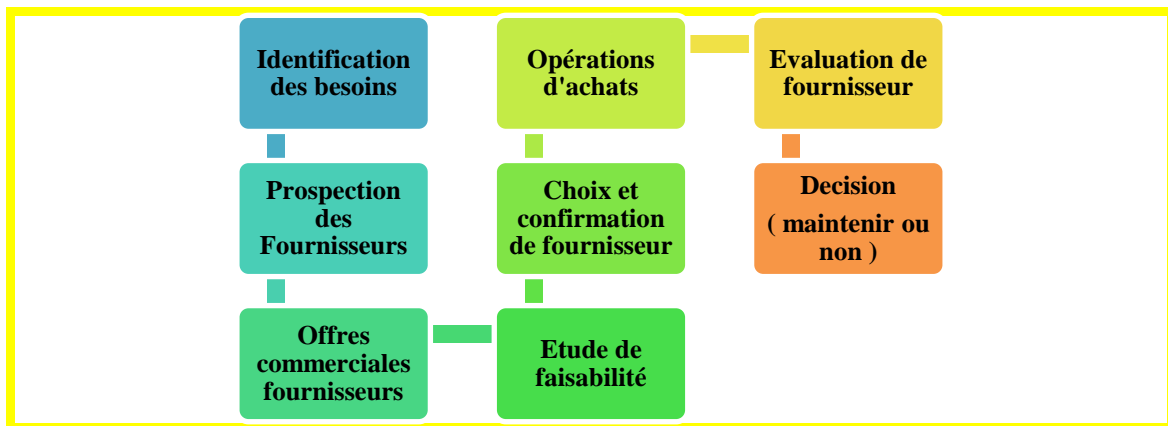 Identification
des besoins
Prospection
des
Fournisseurs
Offres
commerciales
fournisseurs
Etude de
faisabilité
Choix et
confirmation
de fournisseur
Opérations
d'achats
Evaluation de
fournisseur
Decision
( maintenir ou
non )